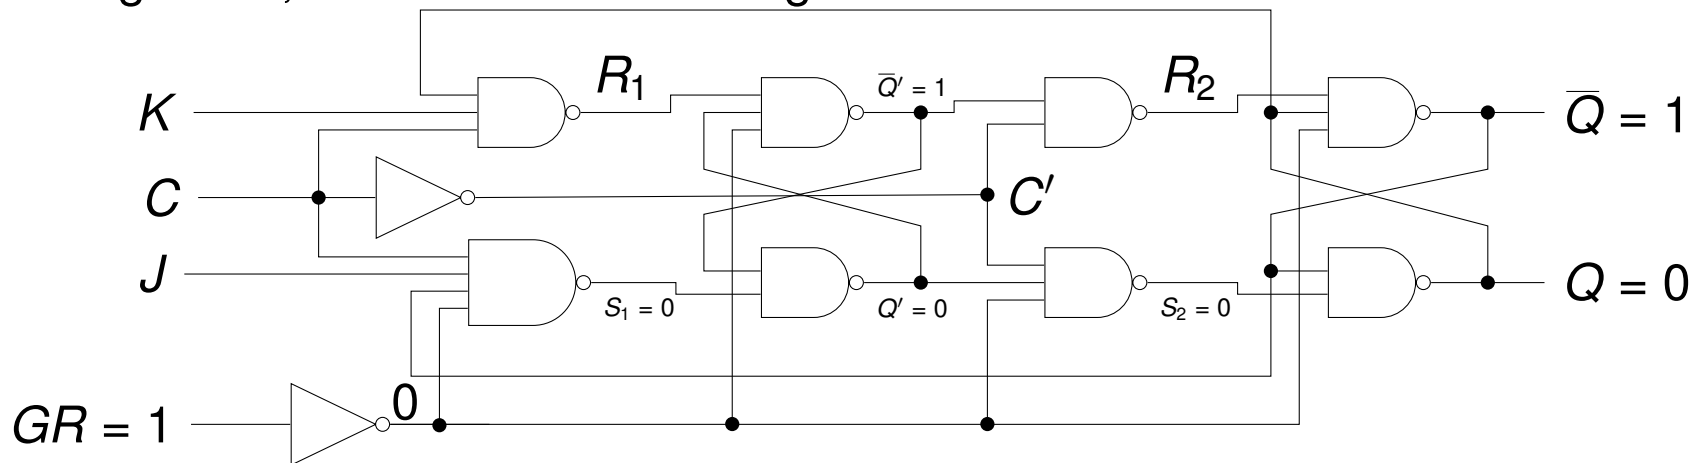 R₁
Q̅′ = 1
R₂
K
Q̅ = 1
C
C′
J
S₁ = 0
Q′ = 0
S₂ = 0
Q = 0
0
GR = 1